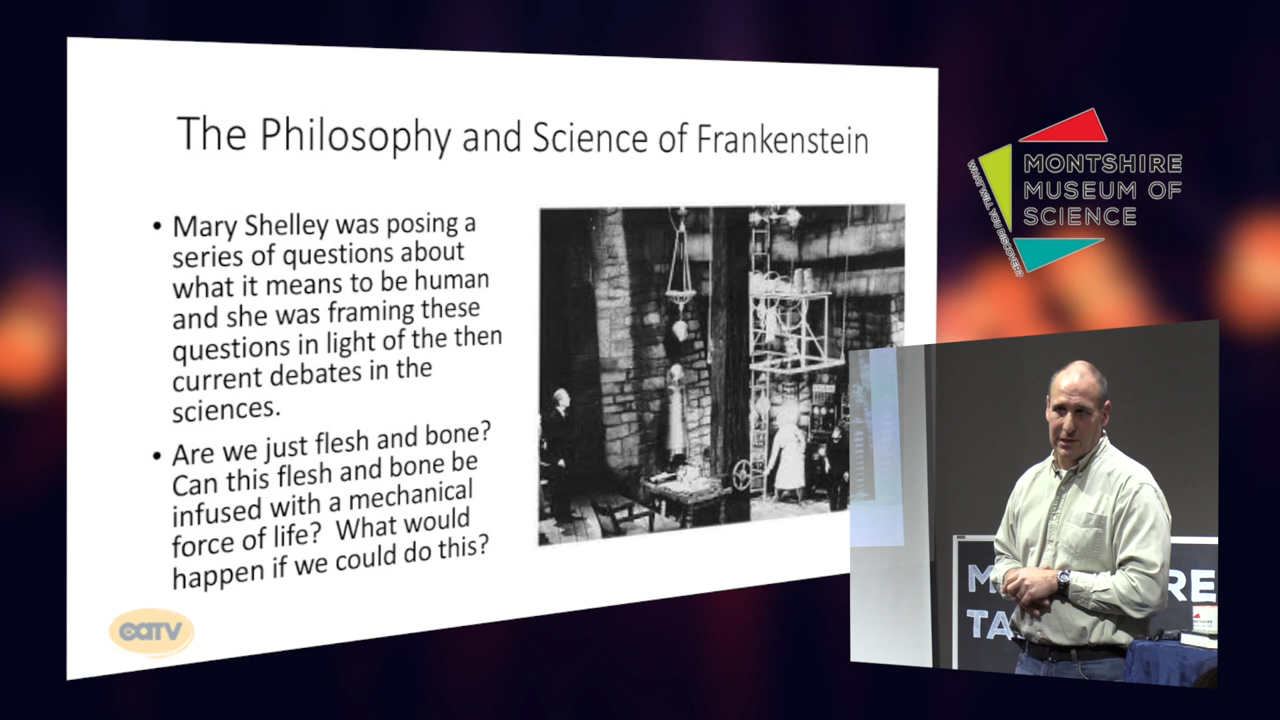 The Philosophy and Science of Frankenstein
• Mary Shelley was posing a
series of questions about
what it means to be human
and she was framing these
questions in light of the then
current debates in the
sciences.
• Are we just flesh and bone?
Can this flesh and bone be
infused with a mechanical
force of life? What would
happen if we could do this?
CATV
MONTSHIRE
MUSEUM OF
SCIENCE
WHAT WILL YOU DISCOVER?